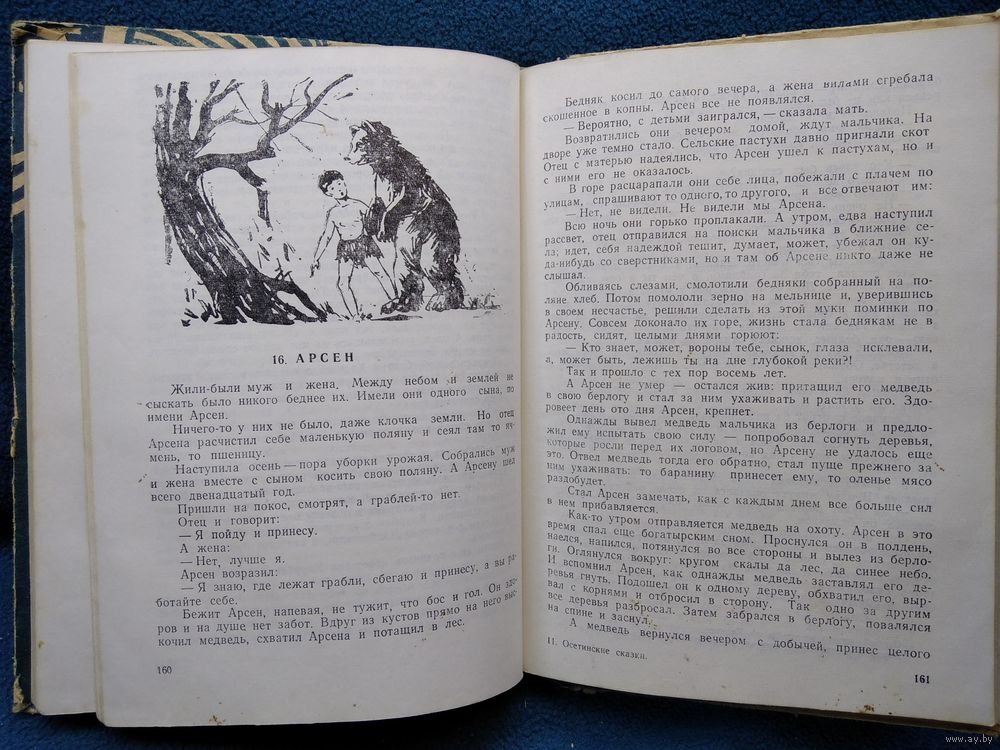 16. АРСЕН
Жили-были муж и жена. Между небом и землей не
сыскать было никого беднее их. Имели они одного сына, по
имени Арсен.
Ничего-то у них не было, даже клочка земли. Но отец
Арсена расчистил себе маленькую поляну и сеял там то яч-
мень, то пшеницу.
Наступила осень — пора уборки урожая. Собрались муж
и жена вместе с сыном косить свою поляну. А Арсену шел
всего двенадцатый год.
Пришли на покос, смотрят, а граблей-то нет.
Отец и говорит:
— Я пойду и принесу.
А жена:
— Нет, лучше я.
Арсен возразил:
— Я знаю, где лежат грабли, сбегаю и принесу, а вы ра-
ботайте себе.
Бежит Арсен, напевая, не тужит, что бос и гол. Он здо-
ров и на душе нет забот. Вдруг из кустов прямо на него выс-
кочил медведь, схватил Арсена и потащил в лес.
160
Бедняк косил до самого вечера, а жена вилами сгребала
скошенное в копны. Арсен все не появлялся.
— Вероятно, с детьми заигрался, — сказала мать.
Возвратились они вечером домой, ждут мальчика. На
дворе уже темно стало. Сельские пастухи давно пригнали скот
Отец с матерью надеялись, что Арсен ушел к пастухам, но и
с ними его не оказалось.
В горе расцарапали они себе лица, побежали с плачем по
улицам, спрашивают то одного, то другого, и все отвечают им:
— Нет, не видели. Не видели мы Арсена.
Всю ночь они горько проплакали. А утром, едва наступил
рассвет, отец отправился на поиски мальчика в ближние се-
ла; идет, себя надеждой тешит, думает, может, убежал он ку-
да-нибудь со сверстниками, но и там об Арсене никто даже не
слышал.
Обливаясь слезами, смолотили бедняки собранный на по-
ляне хлеб. Потом помололи зерно на мельнице и, уверившись
в своем несчастье, решили сделать из этой муки поминки по
Арсену. Совсем доконало их горе, жизнь стала беднякам не в
радость, сидят, целыми днями горюют:
— Кто знает, может, вороны тебе, сынок, глаза исклевали,
а, может быть, лежишь ты на дне глубокой реки?!
Так и прошло с тех пор восемь лет.
А Арсен не умер — остался жив: притащил его медведь
в свою берлогу и стал за ним ухаживать и растить его. Здо-
ровеет день ото дня Арсен, крепнет.
Однажды вывел медведь мальчика из берлоги и предло-
жил ему испытать свою силу — попробовал согнуть деревья,
которые росли перед их логовом, но Арсену не удалось еще
это. Отвел медведь тогда его обратно, стал пуще прежнего за
ним ухаживать: то баранину принесет ему, то оленье мясо
раздобудет.
Стал Арсен замечать, как с каждым днем все больше сил
в нем прибавляется.
Как-то утром отправляется медведь на охоту. Арсен в это
время спал еще богатырским сном. Проснулся он в полдень,
наелся, напился, потянулся во все стороны и вылез из берло-
ги. Оглянулся вокруг: кругом скалы да лес, да синее небо.
И вспомнил Арсен, как однажды медведь заставлял его де-
ревья гнуть. Подошел он к одному дереву, обхватил его, выр-
вал с корнями и отбросил в сторону. Так одно за другим
все деревья разбросал. Затем забрался в берлогу, повалялся
на спине и заснул.
А медведь вернулся вечером с добычей, принес целого
11. Осетинские сказки.
161
www.ay.by